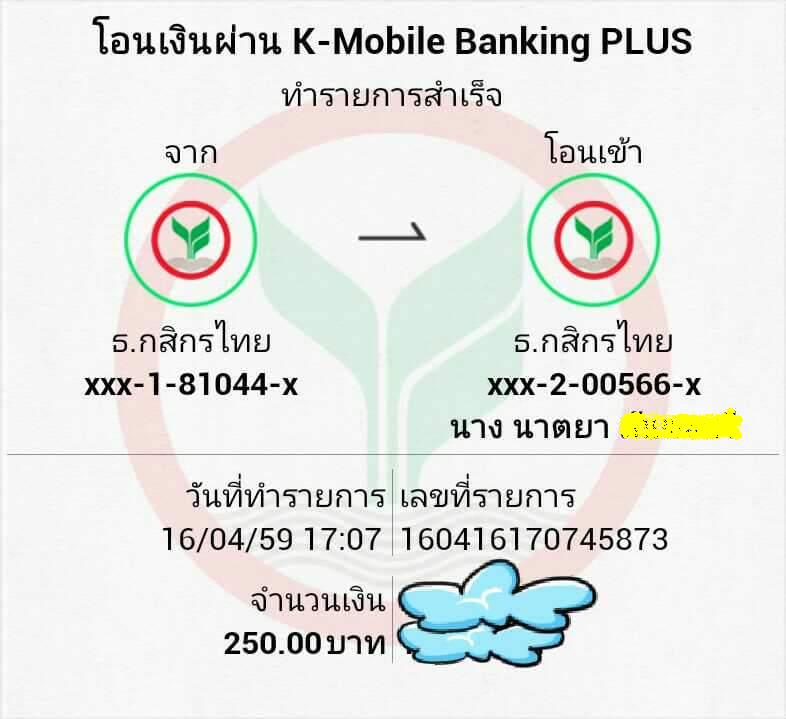 โอนเงินผ่าน K-Mobile Banking PLUS
ทำรายการสำเร็จ
จาก
โอนเข้า
ธ.กสิกรไทย
xxx-1-81044-x
ธ.กสิกรไทย
xxx-2-00566-x
นาง นาตยา
วันที่ทำรายการ
16/04/59 17:07
เลขที่รายการ
160416170745873
จำนวนเงิน
250.00บาท